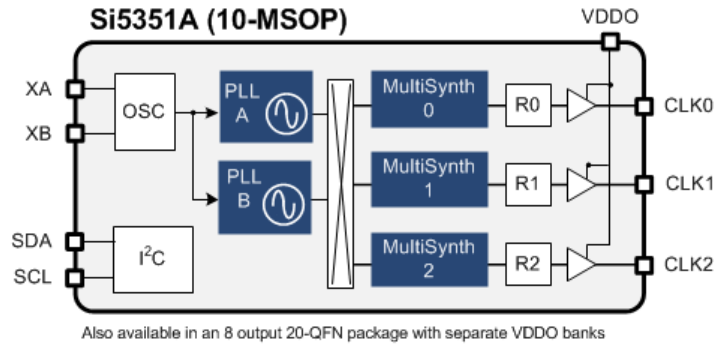 Si5351A (10-MSOP)
VDDO
XA
XB
OSC
PLL
A
PLL
B
MultiSynth
0
R0
CLK0
MultiSynth
1
R1
CLK1
MultiSynth
2
R2
CLK2
SDA
SCL
I²C
Also available in an 8 output 20-QFN package with separate VDDO banks